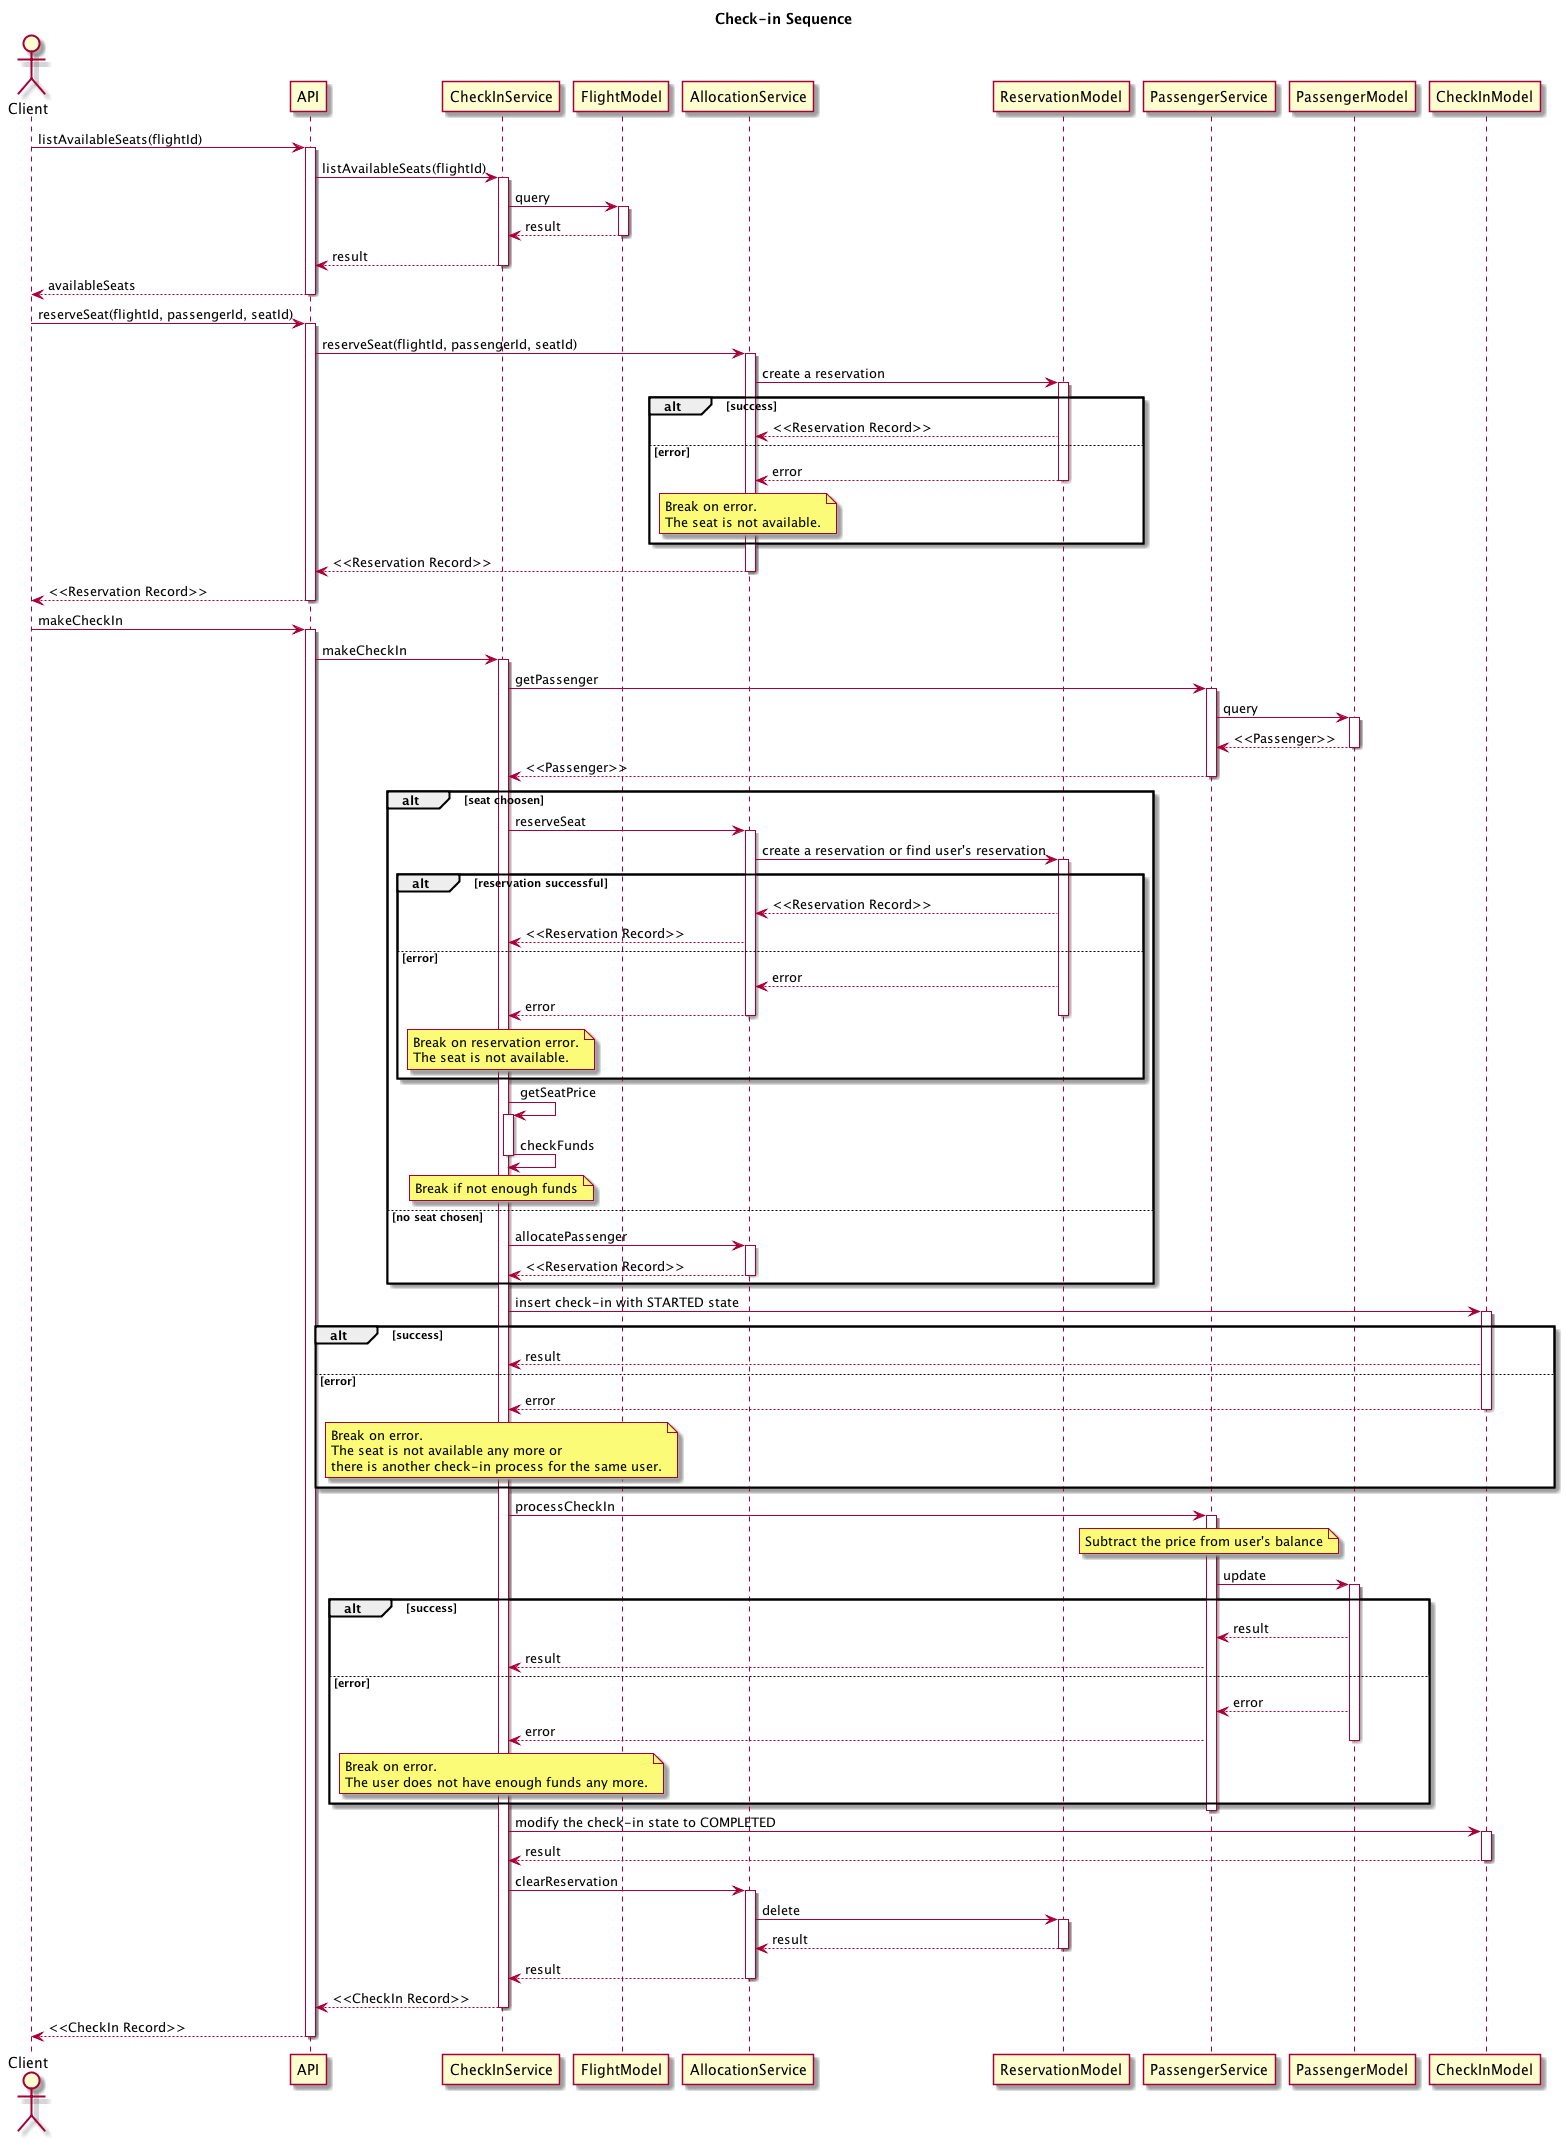 Check-in Sequence
Client
API
CheckInService
FlightModel
AllocationService
ReservationModel
PassengerService
PassengerModel
CheckInModel
listAvailableSeats(flightId)
listAvailableSeats(flightId)
query
result
result
availableSeats
reserveSeat(flightId, passengerId, seatId)
reserveSeat(flightId, passengerId, seatId)
create a reservation
alt [success]
<<Reservation Record>>
[error]
error
Break on error.
The seat is not available.
<<Reservation Record>>
<<Reservation Record>>
makeCheckIn
makeCheckIn
getPassenger
query
<<Passenger>>
<<Passenger>>
alt [seat choosen]
reserveSeat
create a reservation or find user's reservation
alt [reservation successful]
<<Reservation Record>>
<<Reservation Record>>
[error]
error
error
Break on reservation error.
The seat is not available.
getSeatPrice
checkFunds
Break if not enough funds
[no seat chosen]
allocatePassenger
<<Reservation Record>>
insert check-in with STARTED state
alt [success]
result
[error]
error
Break on error.
The seat is not available any more or
there is another check-in process for the same user.
processCheckIn
Subtract the price from user's balance
update
alt [success]
result
result
[error]
error
error
Break on error.
The user does not have enough funds any more.
modify the check-in state to COMPLETED
result
clearReservation
delete
result
result
<<CheckIn Record>>
<<CheckIn Record>>
Client
API
CheckInService
FlightModel
AllocationService
ReservationModel
PassengerService
PassengerModel
CheckInModel